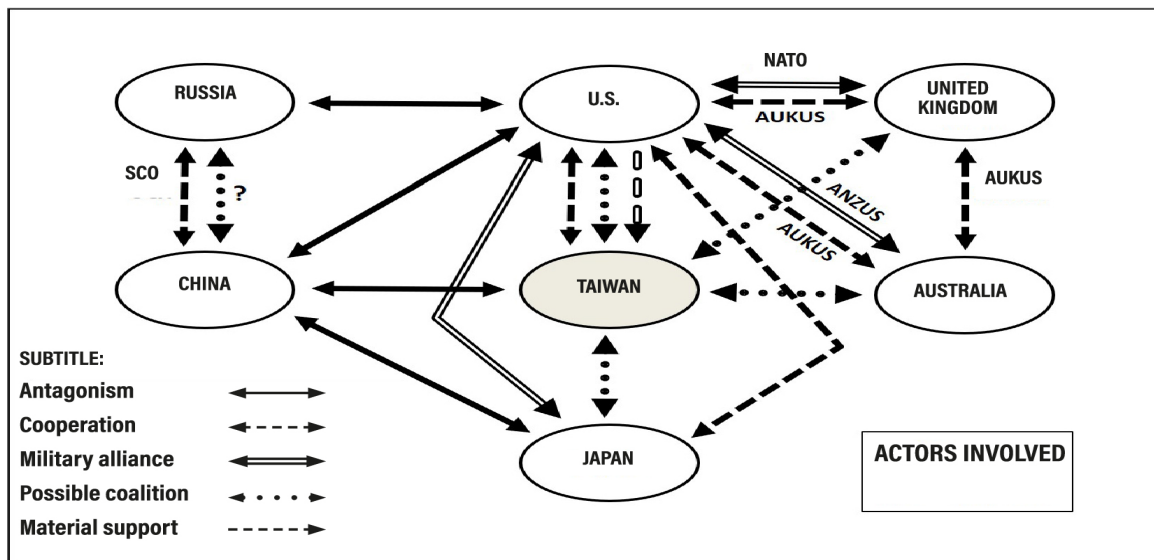 NATO
RUSSIA
U.S.
UNITED
KINGDOM
AUKUS
SCO
?
ANZUS
AUKUS
AUKUS
CHINA
TAIWAN
AUSTRALIA
SUBTITLE:
Antagonism
Cooperation
Military alliance
Possible coalition
Material support
JAPAN
ACTORS INVOLVED